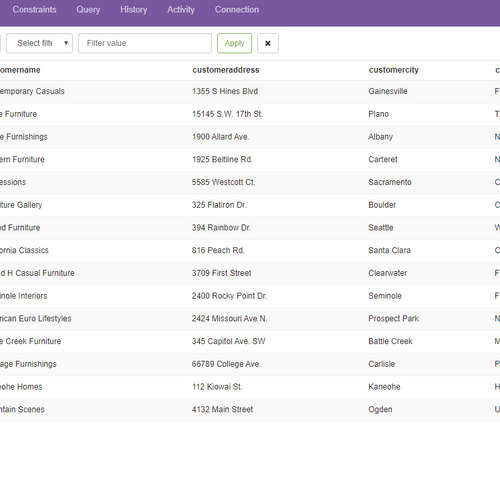 Constraints Query History Activity Connection
Select filte Filter value Apply ×
omername customeraddress customercity c
emporary Casuals 1355 S Hines Blvd Gainesville F
e Furniture 15145 S.W. 17th St. Plano T
e Furnishings 1900 Allard Ave. Albany N
ern Furniture 1925 Beltline Rd. Carteret N
essions 5585 Westcott Ct. Sacramento C
iture Gallery 325 Flatiron Dr. Boulder C
d Furniture 394 Rainbow Dr. Seattle W
ornia Classics 816 Peach Rd. Santa Clara C
d H Casual Furniture 3709 First Street Clearwater F
inole Interiors 2400 Rocky Point Dr. Seminole F
rican Euro Lifestyles 2424 Missouri Ave N. Prospect Park N
e Creek Furniture 345 Capitol Ave. SW Battle Creek M
age Furnishings 66789 College Ave. Carlisle P
eohe Homes 112 Kiowai St. Kaneohe H
ntain Scenes 4132 Main Street Ogden U